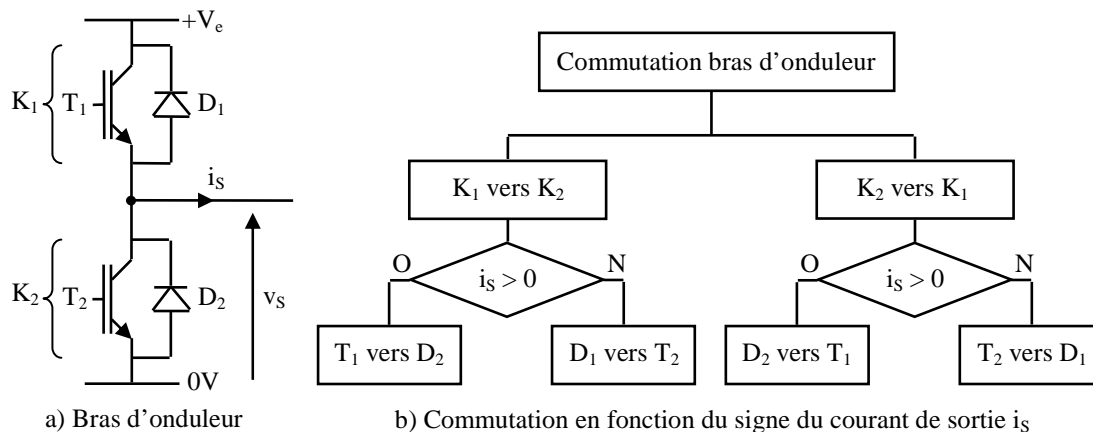 +Vₑ
K₁
T₁
D₁
iₛ
K₂
T₂
D₂
vₛ
0V
a) Bras d'onduleur
Commutation bras d'onduleur
K₁ vers K₂
K₂ vers K₁
O
iₛ > 0
N
O
iₛ > 0
N
T₁ vers D₂
D₁ vers T₂
D₂ vers T₁
T₂ vers D₁
b) Commutation en fonction du signe du courant de sortie iₛ